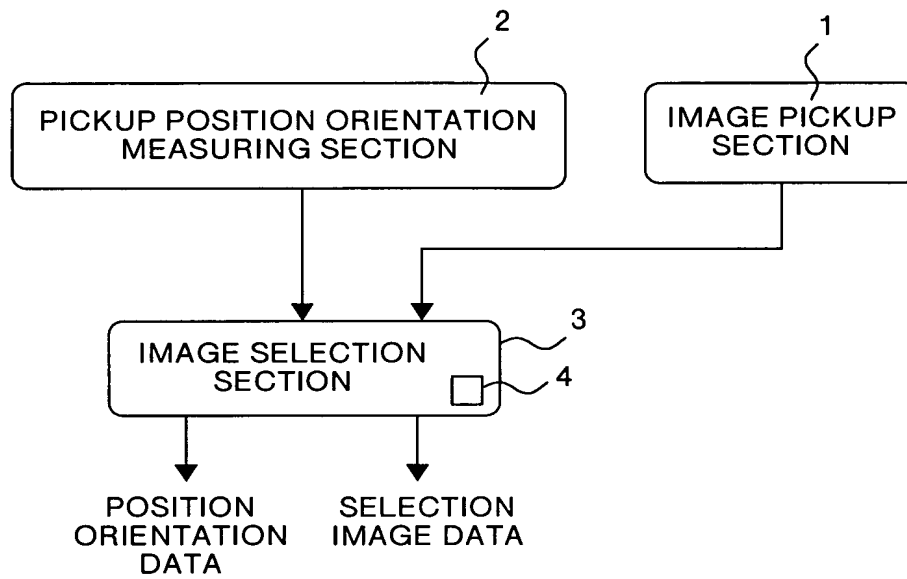 2
1
PICKUP POSITION ORIENTATION
MEASURING SECTION
IMAGE PICKUP
SECTION
3
IMAGE SELECTION
SECTION
4
POSITION
ORIENTATION
DATA
SELECTION
IMAGE DATA